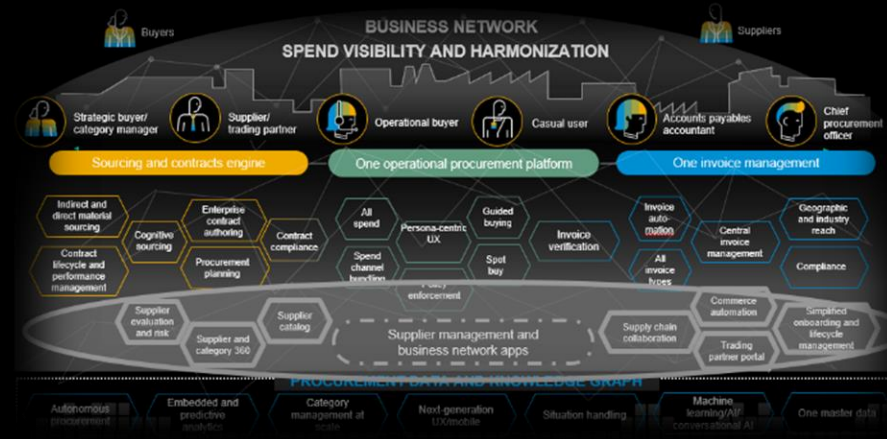 BUSINESS NETWORK
Buyers
Suppliers
SPEND VISIBILITY AND HARMONIZATION
Strategic buyer/
category manager
Supplier/
trading partner
Operational buyer
Casual user
Accounts payables
accountant
Chief
procurement
officer
Sourcing and contracts engine
One operational procurement platform
One invoice management
Indirect and
direct material
sourcing
Contract
lifecycle and
performance
management
Cognitive
sourcing
Enterprise
contract
authoring
Procurement
planning
Contract
compliance
All
spend
Spend
channel
bundling
Persona-centric
UX
Policy
enforcement
Guided
buying
Spot
buy
Invoice
verification
Invoice
auto-
mation
All
invoice
types
Central
invoice
management
Geographic
and industry
reach
Compliance
Supplier
evaluation
and risk
Supplier and
category 360
Supplier
catalog
Supplier management and
business network apps
Supply chain
collaboration
Commerce
automation
Trading
partner portal
Simplified
onboarding and
lifecycle
management
PROCUREMENT DATA AND KNOWLEDGE GRAPH
Autonomous
procurement
Embedded and
predictive
analytics
Category
management at
scale
Next-generation
UX/mobile
Situation handling
Machine
learning/AI/
conversational AI
One master data